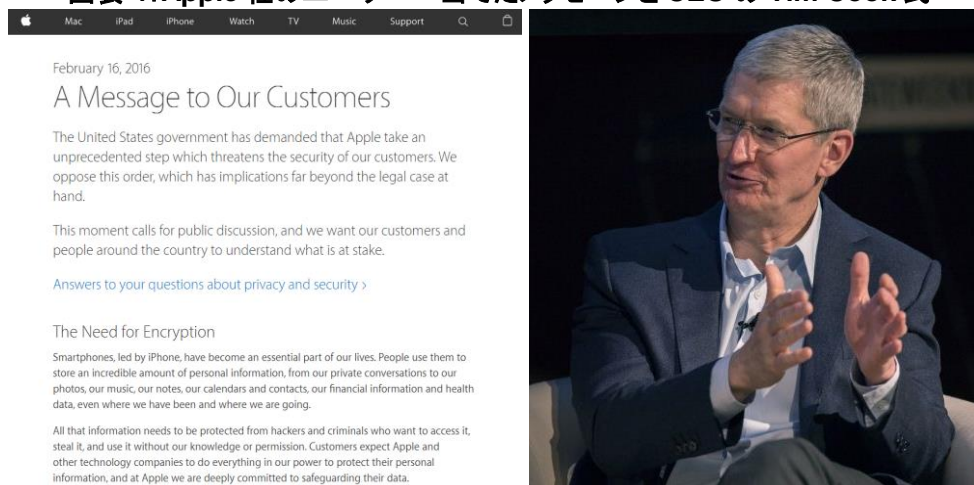 Mac iPad iPhone Watch TV Music Support
February 16, 2016
A Message to Our Customers
The United States government has demanded that Apple take an
unprecedented step which threatens the security of our customers. We
oppose this order, which has implications far beyond the legal case at
hand.
This moment calls for public discussion, and we want our customers and
people around the country to understand what is at stake.
Answers to your questions about privacy and security >
The Need for Encryption
Smartphones, led by iPhone, have become an essential part of our lives. People use them to
store an incredible amount of personal information, from our private conversations to our
photos, our music, our notes, our calendars and contacts, our financial information and health
data, even where we have been and where we are going.
All that information needs to be protected from hackers and criminals who want to access it,
steal it, and use it without our knowledge or permission. Customers expect Apple and
other technology companies to do everything in our power to protect their personal
information, and at Apple we are deeply committed to safeguarding their data.